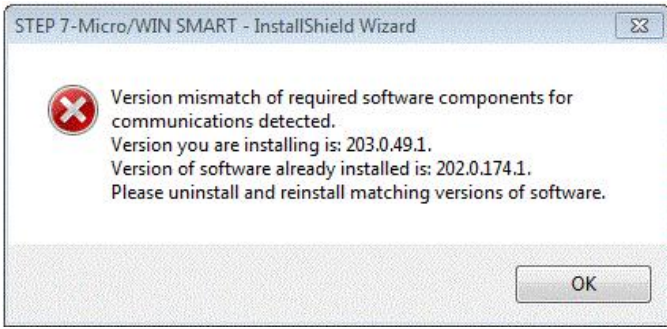 STEP 7-Micro/WIN SMART - InstallShield Wizard
Version mismatch of required software components for
communications detected.
Version you are installing is: 203.0.49.1.
Version of software already installed is: 202.0.174.1.
Please uninstall and reinstall matching versions of software.
OK